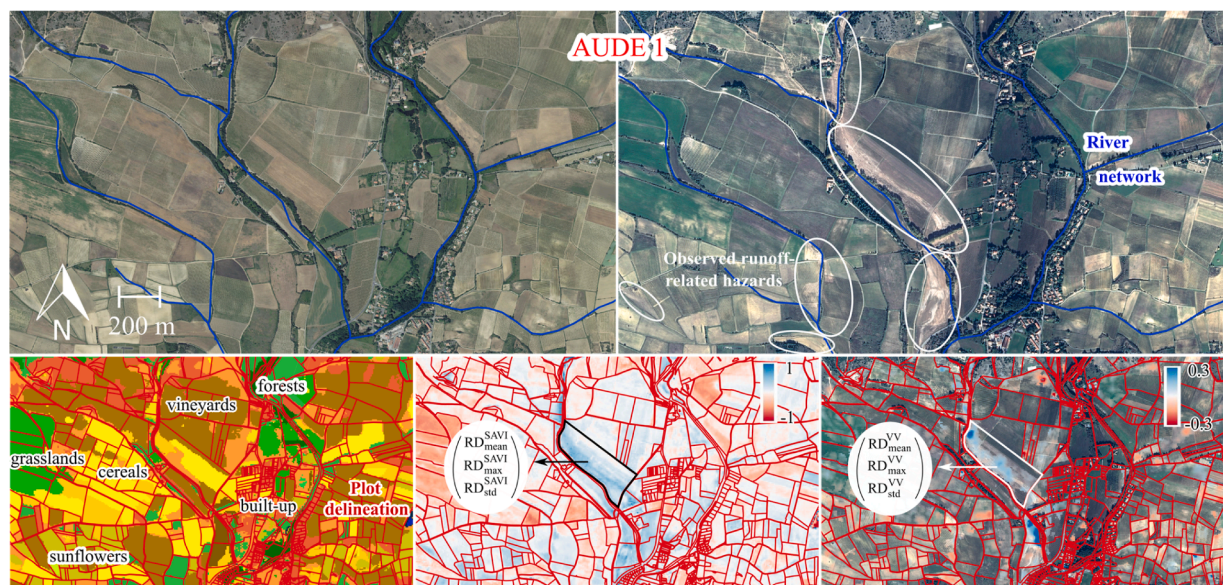 AUDE 1
River
network
Observed runoff-
related hazards
N
200 m
forests
vineyards
grasslands
cereals
built-up
Plot
delineation
sunflowers
1
-1
RD^SAVI_mean
RD^SAVI_max
RD^SAVI_std
0.3
-0.3
RD^VV_mean
RD^VV_max
RD^VV_std